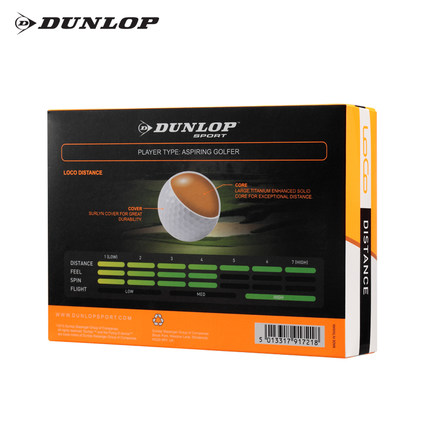 DUNLOP
DUNLOP
SPORT
PLAYER TYPE: ASPIRING GOLFER
LOCO DISTANCE
CORE
LARGE TITANIUM ENHANCED SOLID
CORE FOR EXCEPTIONAL DISTANCE
COVER
SURLYN COVER FOR GREAT
DURABILITY
1 (LOW) 2 3 4 5 6 7 (HIGH)
DISTANCE
FEEL
SPIN
FLIGHT LOW MID HIGH
WWW.DUNLOPSPORT.COM
5 013317 917218
LOCO
DISTANCE